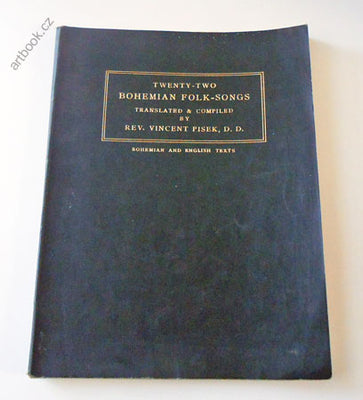 artbook.cz
TWENTY-TWO
BOHEMIAN FOLK-SONGS
TRANSLATED & COMPILED
BY
REV. VINCENT PISEK, D. D.
BOHEMIAN AND ENGLISH TEXTS